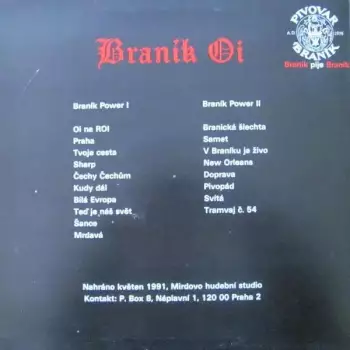 PIVOVAR
BRANÍK
Braník pije Braník
Braník Oi
Braník Power I
Oi na ROI
Praha
Tvoje cesta
Sharp
Čechy Čechům
Kudy dál
Bílá Evropa
Teď je náš svět
Šance
Mrdavá
Braník Power II
Branická šlechta
Samet
V Braníku je živo
New Orleans
Doprava
Pivopád
Svítá
Tramvaj č. 54
Nahráno květen 1991, Mirdovo hudební studio
Kontakt: P. Box 8, Náplavní 1, 120 00 Praha 2